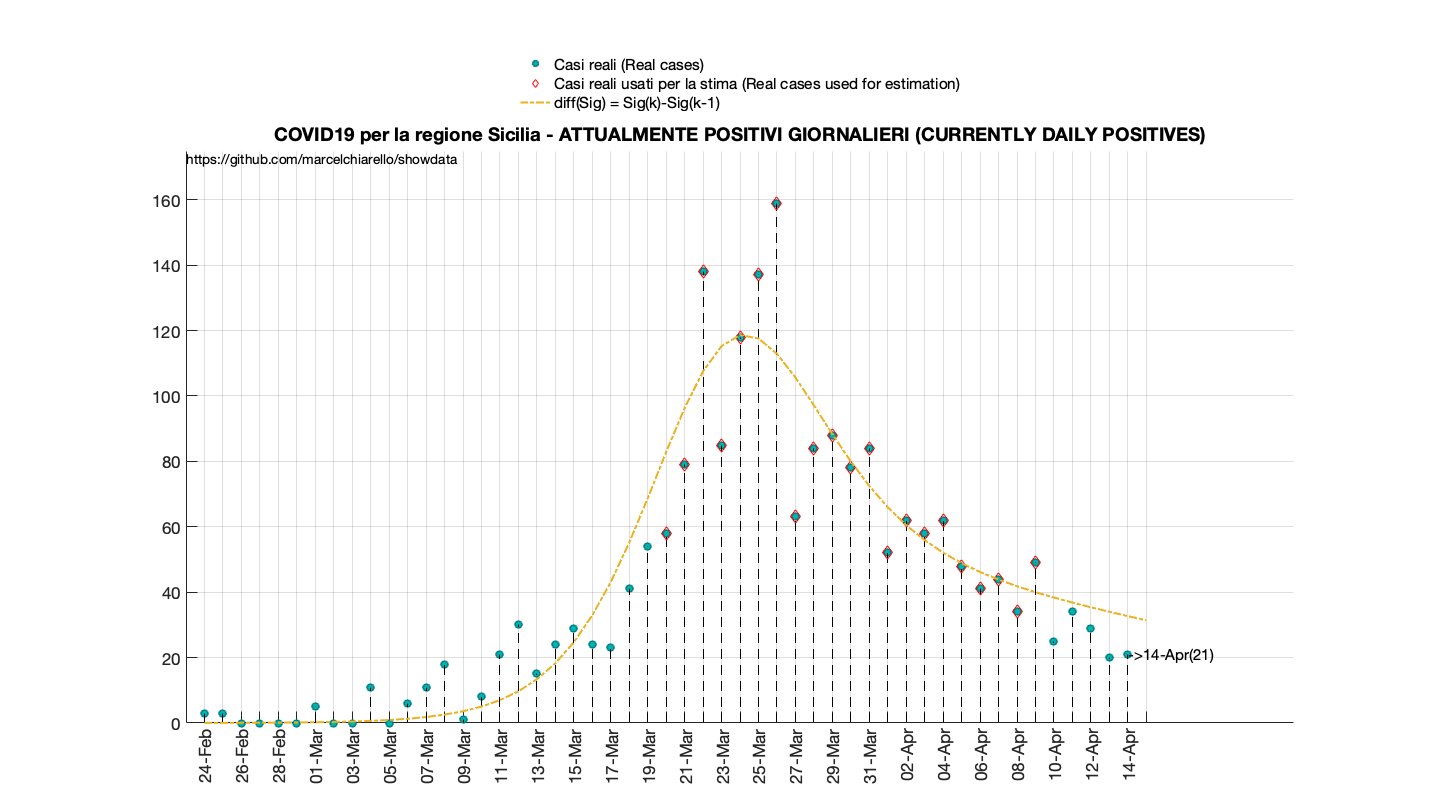 Casi reali (Real cases)
Casi reali usati per la stima (Real cases used for estimation)
diff(Sig) = Sig(k)-Sig(k-1)
COVID19 per la regione Sicilia - ATTUALMENTE POSITIVI GIORNALIERI (CURRENTLY DAILY POSITIVES)
https://github.com/marcelchiarello/showdata
160
140
120
100
80
60
40
20
0
->14-Apr(21)
24-Feb
26-Feb
28-Feb
01-Mar
03-Mar
05-Mar
07-Mar
09-Mar
11-Mar
13-Mar
15-Mar
17-Mar
19-Mar
21-Mar
23-Mar
25-Mar
27-Mar
29-Mar
31-Mar
02-Apr
04-Apr
06-Apr
08-Apr
10-Apr
12-Apr
14-Apr